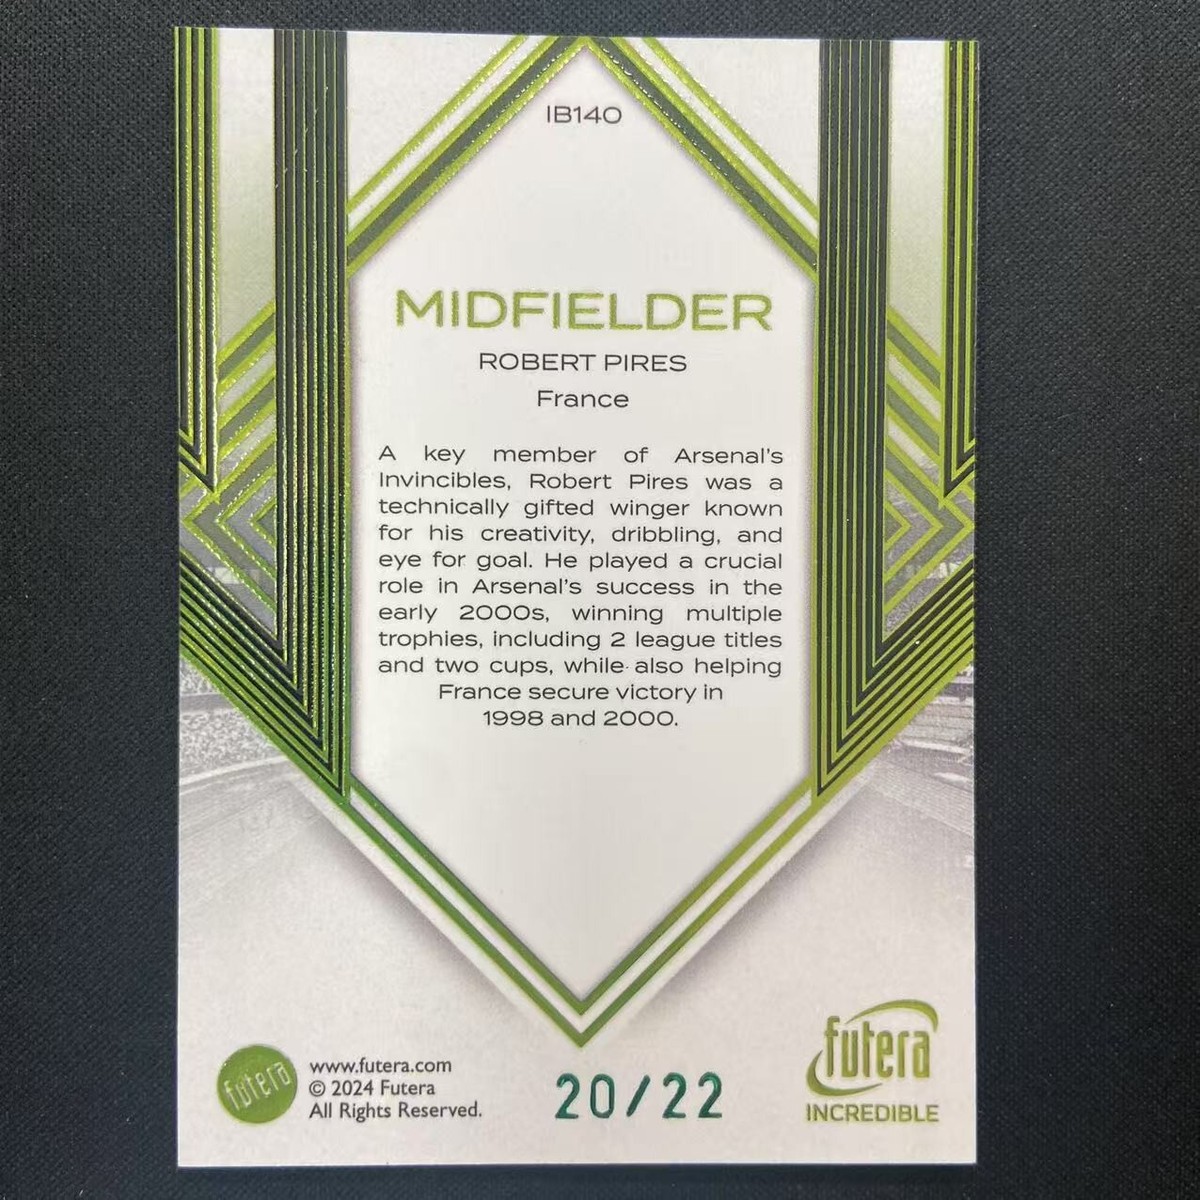 IB140
MIDFIELDER
ROBERT PIRES
France
A key member of Arsenal's
Invincibles, Robert Pires was a
technically gifted winger known
for his creativity, dribbling, and
eye for goal. He played a crucial
role in Arsenal's success in the
early 2000s, winning multiple
trophies, including 2 league titles
and two cups, while also helping
France secure victory in
1998 and 2000.
futera
www.futera.com
© 2024 Futera
All Rights Reserved.
20/22
futera
INCREDIBLE